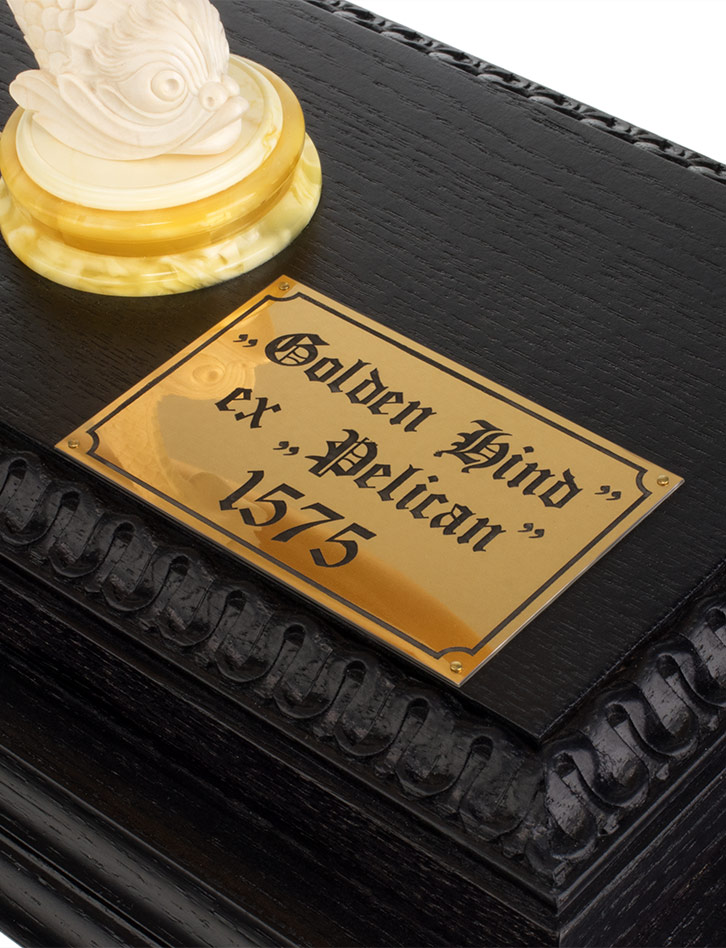 „Golden Hind”
ex „Pelican”
1575